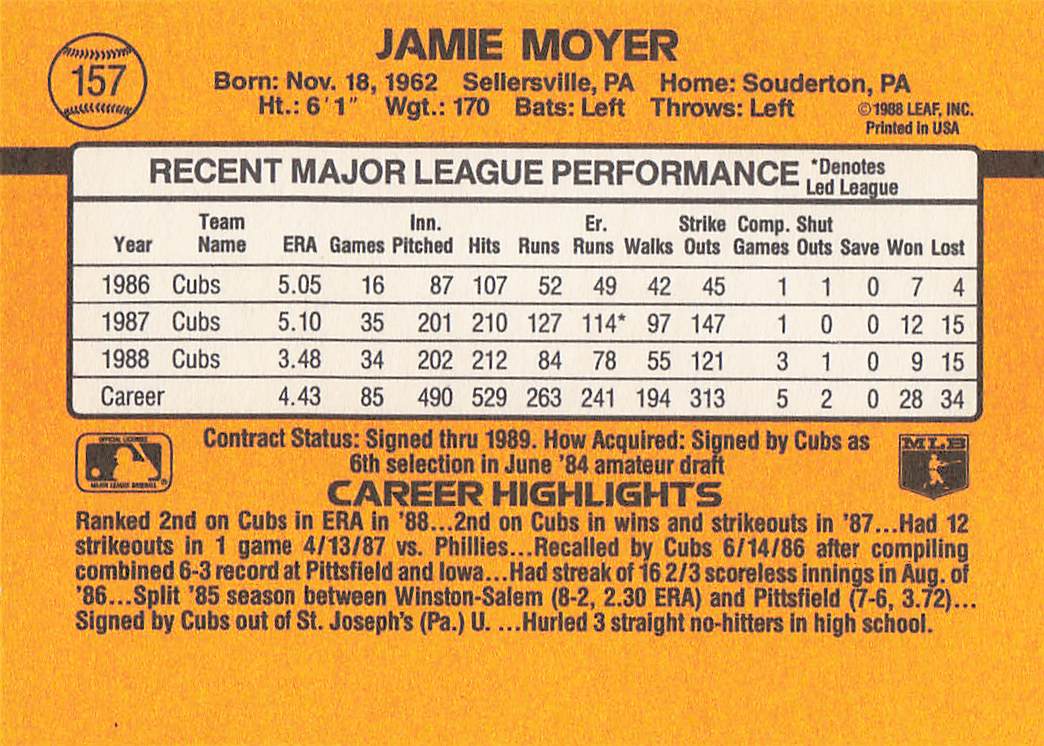 157
JAMIE MOYER
Born: Nov. 18, 1962 Sellersville, PA Home: Souderton, PA
Ht.: 6'1" Wgt.: 170 Bats: Left Throws: Left
©1988 LEAF, INC.
Printed in USA
RECENT MAJOR LEAGUE PERFORMANCE *Denotes
Led League
Team Inn. Er. Strike Comp. Shut
Year Name ERA Games Pitched Hits Runs Runs Walks Outs Games Outs Save Won Lost
1986 Cubs 5.05 16 87 107 52 49 42 45 1 1 0 7 4
1987 Cubs 5.10 35 201 210 127 114* 97 147 1 0 0 12 15
1988 Cubs 3.48 34 202 212 84 78 55 121 3 1 0 9 15
Career 4.43 85 490 529 263 241 194 313 5 2 0 28 34
OFFICIAL LICENSEE
MAJOR LEAGUE BASEBALL
®
Contract Status: Signed thru 1989. How Acquired: Signed by Cubs as
6th selection in June '84 amateur draft
MLB
CAREER HIGHLIGHTS
Ranked 2nd on Cubs in ERA in '88...2nd on Cubs in wins and strikeouts in '87...Had 12
strikeouts in 1 game 4/13/87 vs. Phillies...Recalled by Cubs 6/14/86 after compiling
combined 6-3 record at Pittsfield and Iowa...Had streak of 16 2/3 scoreless innings in Aug. of
'86...Split '85 season between Winston-Salem (8-2, 2.30 ERA) and Pittsfield (7-6, 3.72)...
Signed by Cubs out of St. Joseph's (Pa.) U. ...Hurled 3 straight no-hitters in high school.